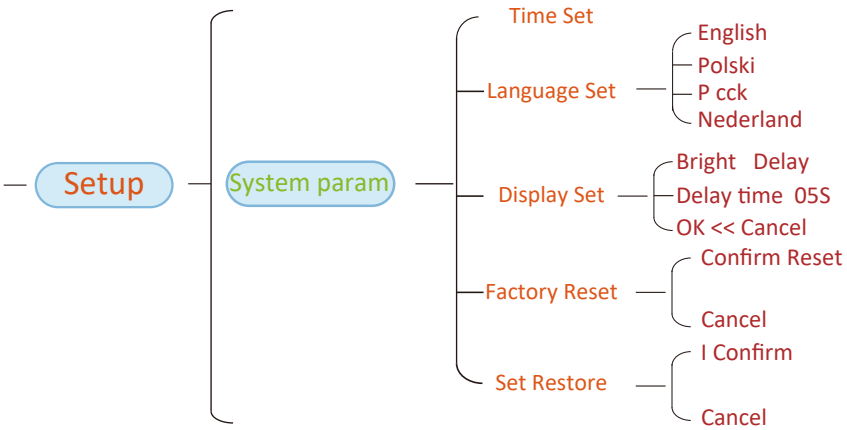 Setup
System param
Time Set
Language Set
English
Polski
P cck
Nederland
Display Set
Bright Delay
Delay time 05S
OK << Cancel
Factory Reset
Confirm Reset
Cancel
Set Restore
I Confirm
Cancel